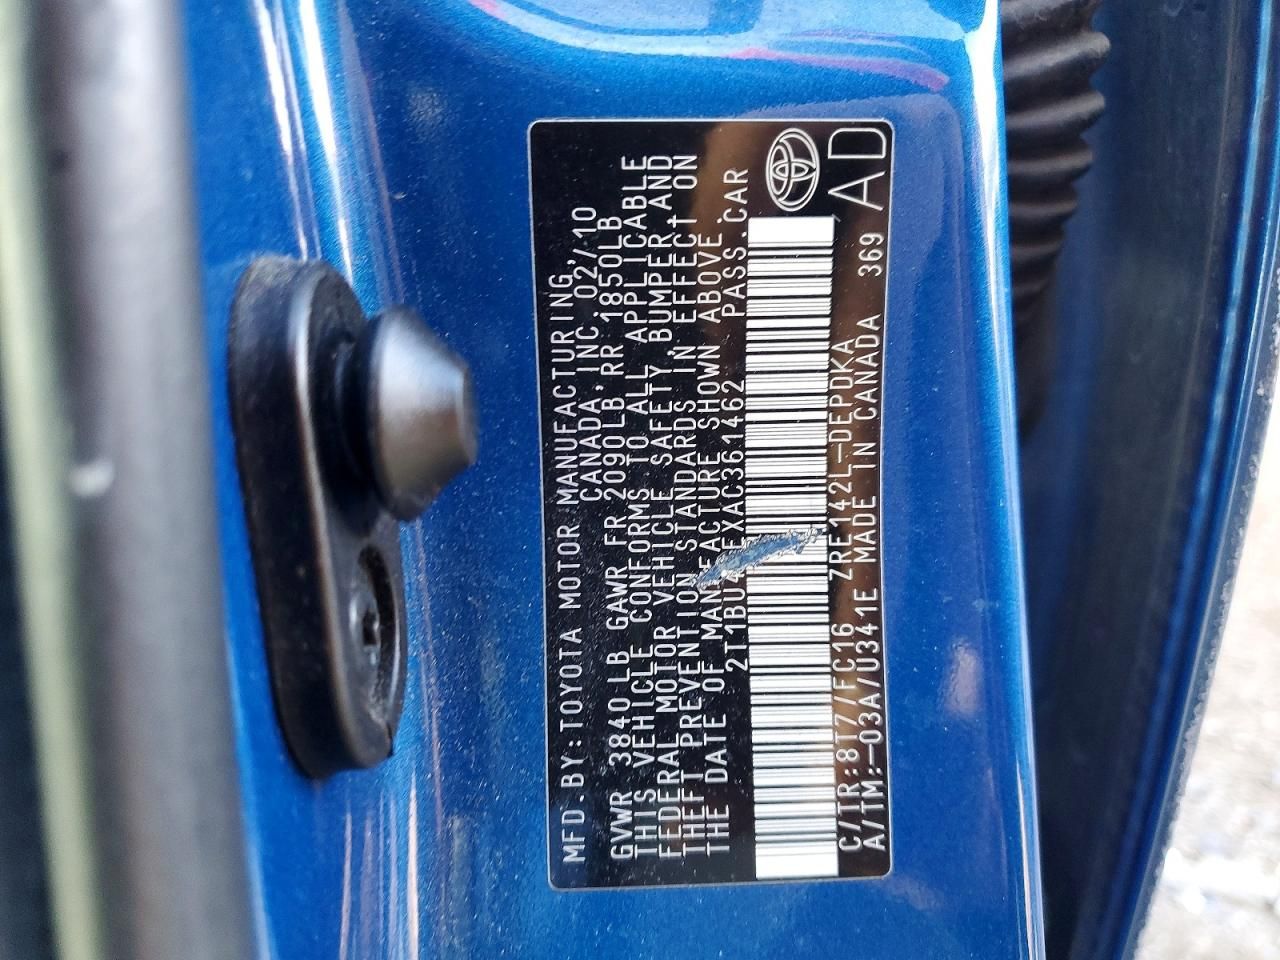 MFD.BY:TOYOTA MOTOR MANUFACTURING,
CANADA, INC. 02/10
GVWR 3840LB GAWR FR 2090LB RR 1850LB
THIS VEHICLE CONFORMS TO ALL APPLICABLE
FEDERAL MOTOR VEHICLE SAFETY, BUMPER, AND
THEFT PREVENTION STANDARDS IN EFFECT ON
THE DATE OF MANUFACTURE SHOWN ABOVE.
2T1BU4EEXAC361462 PASS.CAR
C/TR:8T7/FC16 ZRE142L-DEPDKA
A/TM:-03A/U341E MADE IN CANADA 369 AD